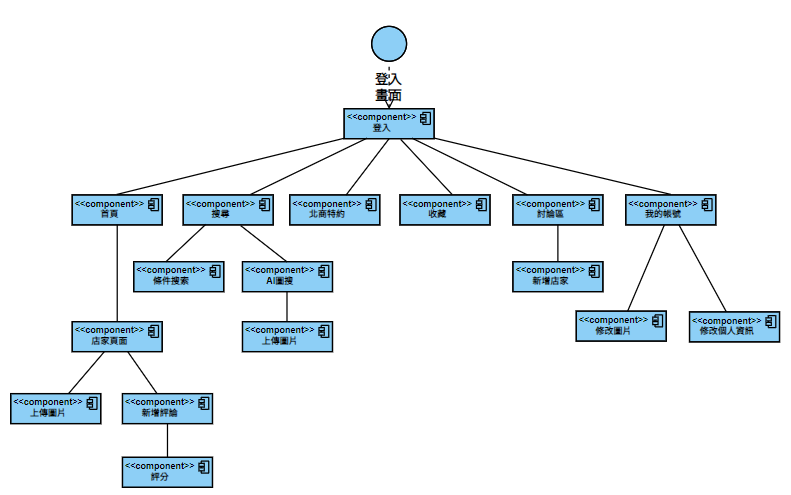 登入
畫面
<<component>>
登入
<<component>>
首頁
<<component>>
搜尋
<<component>>
北商特約
<<component>>
收藏
<<component>>
討論區
<<component>>
我的帳號
<<component>>
條件搜索
<<component>>
AI圖搜
<<component>>
新增店家
<<component>>
店家頁面
<<component>>
上傳圖片
<<component>>
修改圖片
<<component>>
修改個人資訊
<<component>>
上傳圖片
<<component>>
新增評論
<<component>>
評分